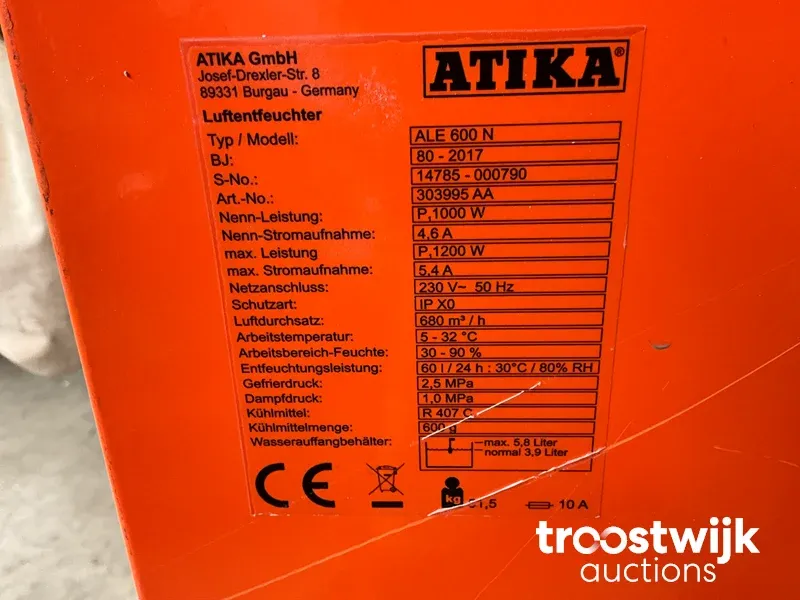 ATIKA GmbH
Josef-Drexler-Str. 8
89331 Burgau - Germany
ATIKA®
Luftentfeuchter
Typ / Modell: ALE 600 N
BJ: 80 - 2017
S-No.: 14785 - 000790
Art.-No.: 303995 AA
Nenn-Leistung: P₁1000 W
Nenn-Stromaufnahme: 4,6 A
max. Leistung P₁1200 W
max. Stromaufnahme: 5.4 A
Netzanschluss: 230 V~ 50 Hz
Schutzart: IP X0
Luftdurchsatz: 680 m³ / h
Arbeitstemperatur: 5 - 32 °C
Arbeitsbereich-Feuchte: 30 - 90 %
Entfeuchtungsleistung: 60 l / 24 h : 30°C / 80% RH
Gefrierdruck: 2,5 MPa
Dampfdruck: 1,0 MPa
Kühlmittel: R 407 C
Kühlmittelmenge: 600 g
Wasserauffangbehälter: max. 5,8 Liter
normal 3,9 Liter
CE kg 10 A
troostwijk
auctions